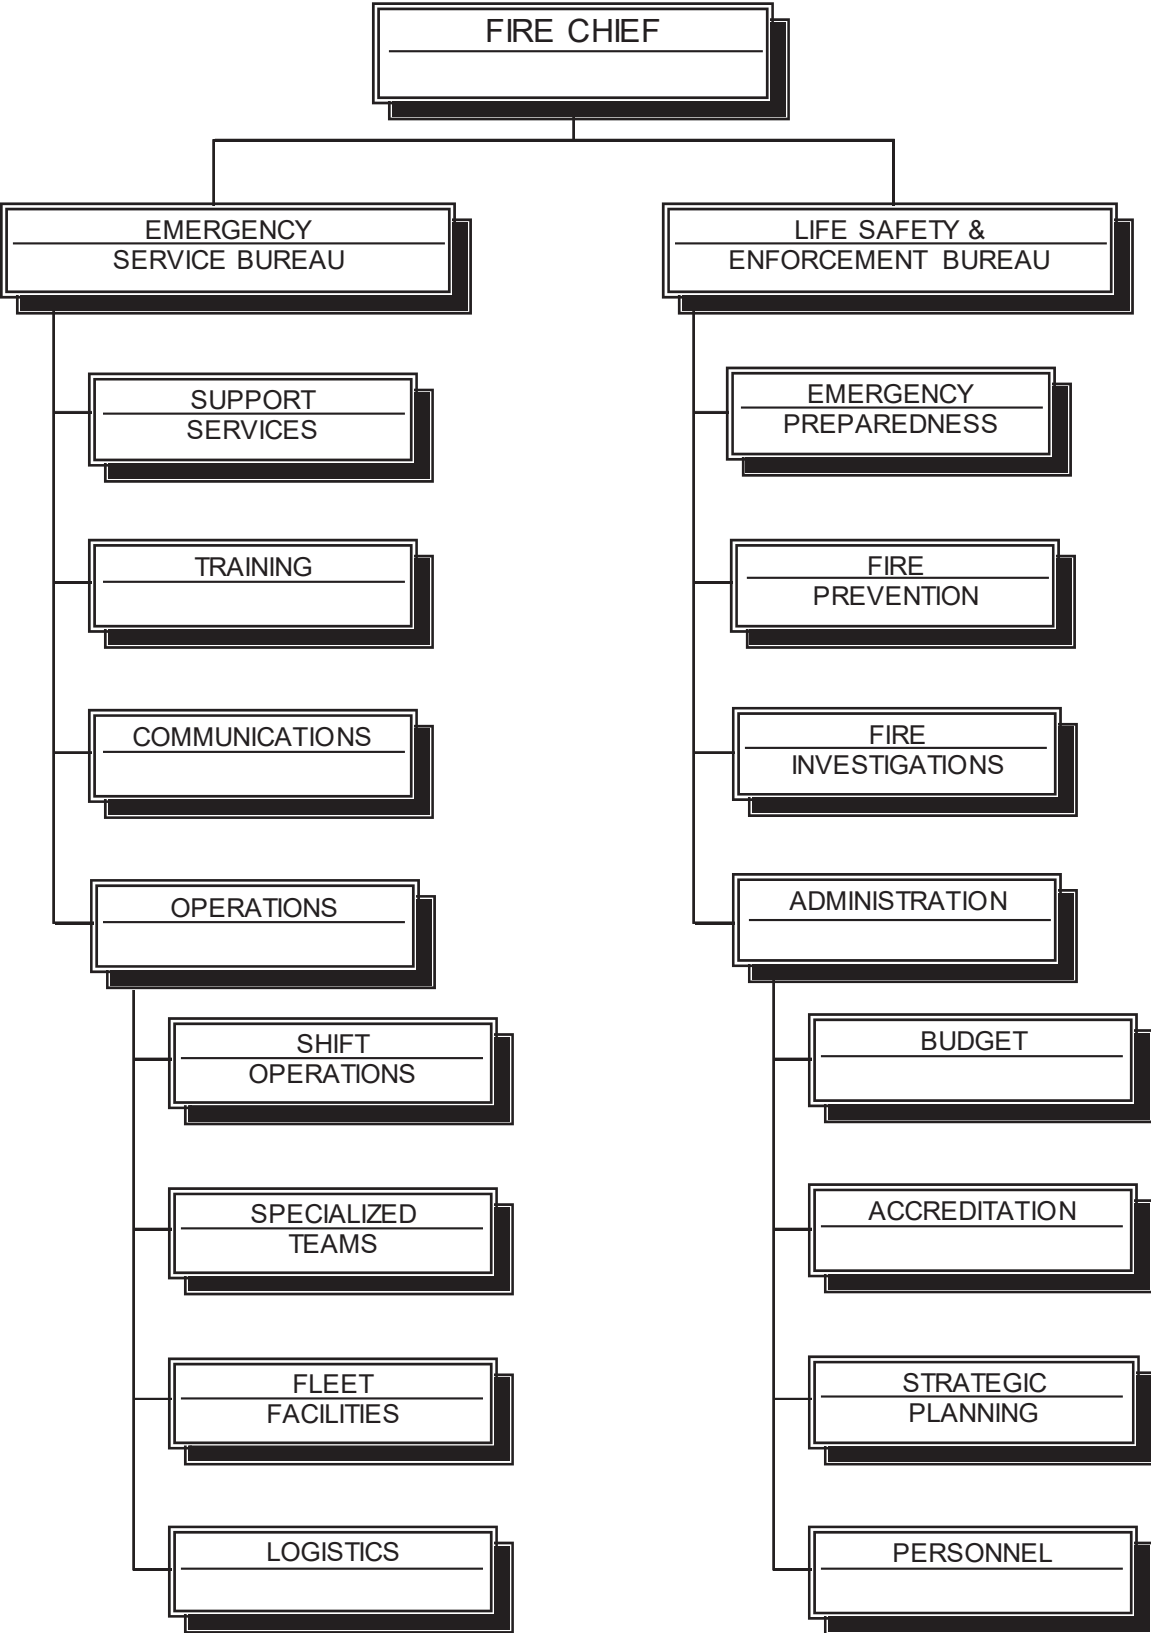 FIRE CHIEF
EMERGENCY
SERVICE BUREAU
SUPPORT
SERVICES
TRAINING
COMMUNICATIONS
OPERATIONS
SHIFT
OPERATIONS
SPECIALIZED
TEAMS
FLEET
FACILITIES
LOGISTICS
LIFE SAFETY &
ENFORCEMENT BUREAU
EMERGENCY
PREPAREDNESS
FIRE
PREVENTION
FIRE
INVESTIGATIONS
ADMINISTRATION
BUDGET
ACCREDITATION
STRATEGIC
PLANNING
PERSONNEL